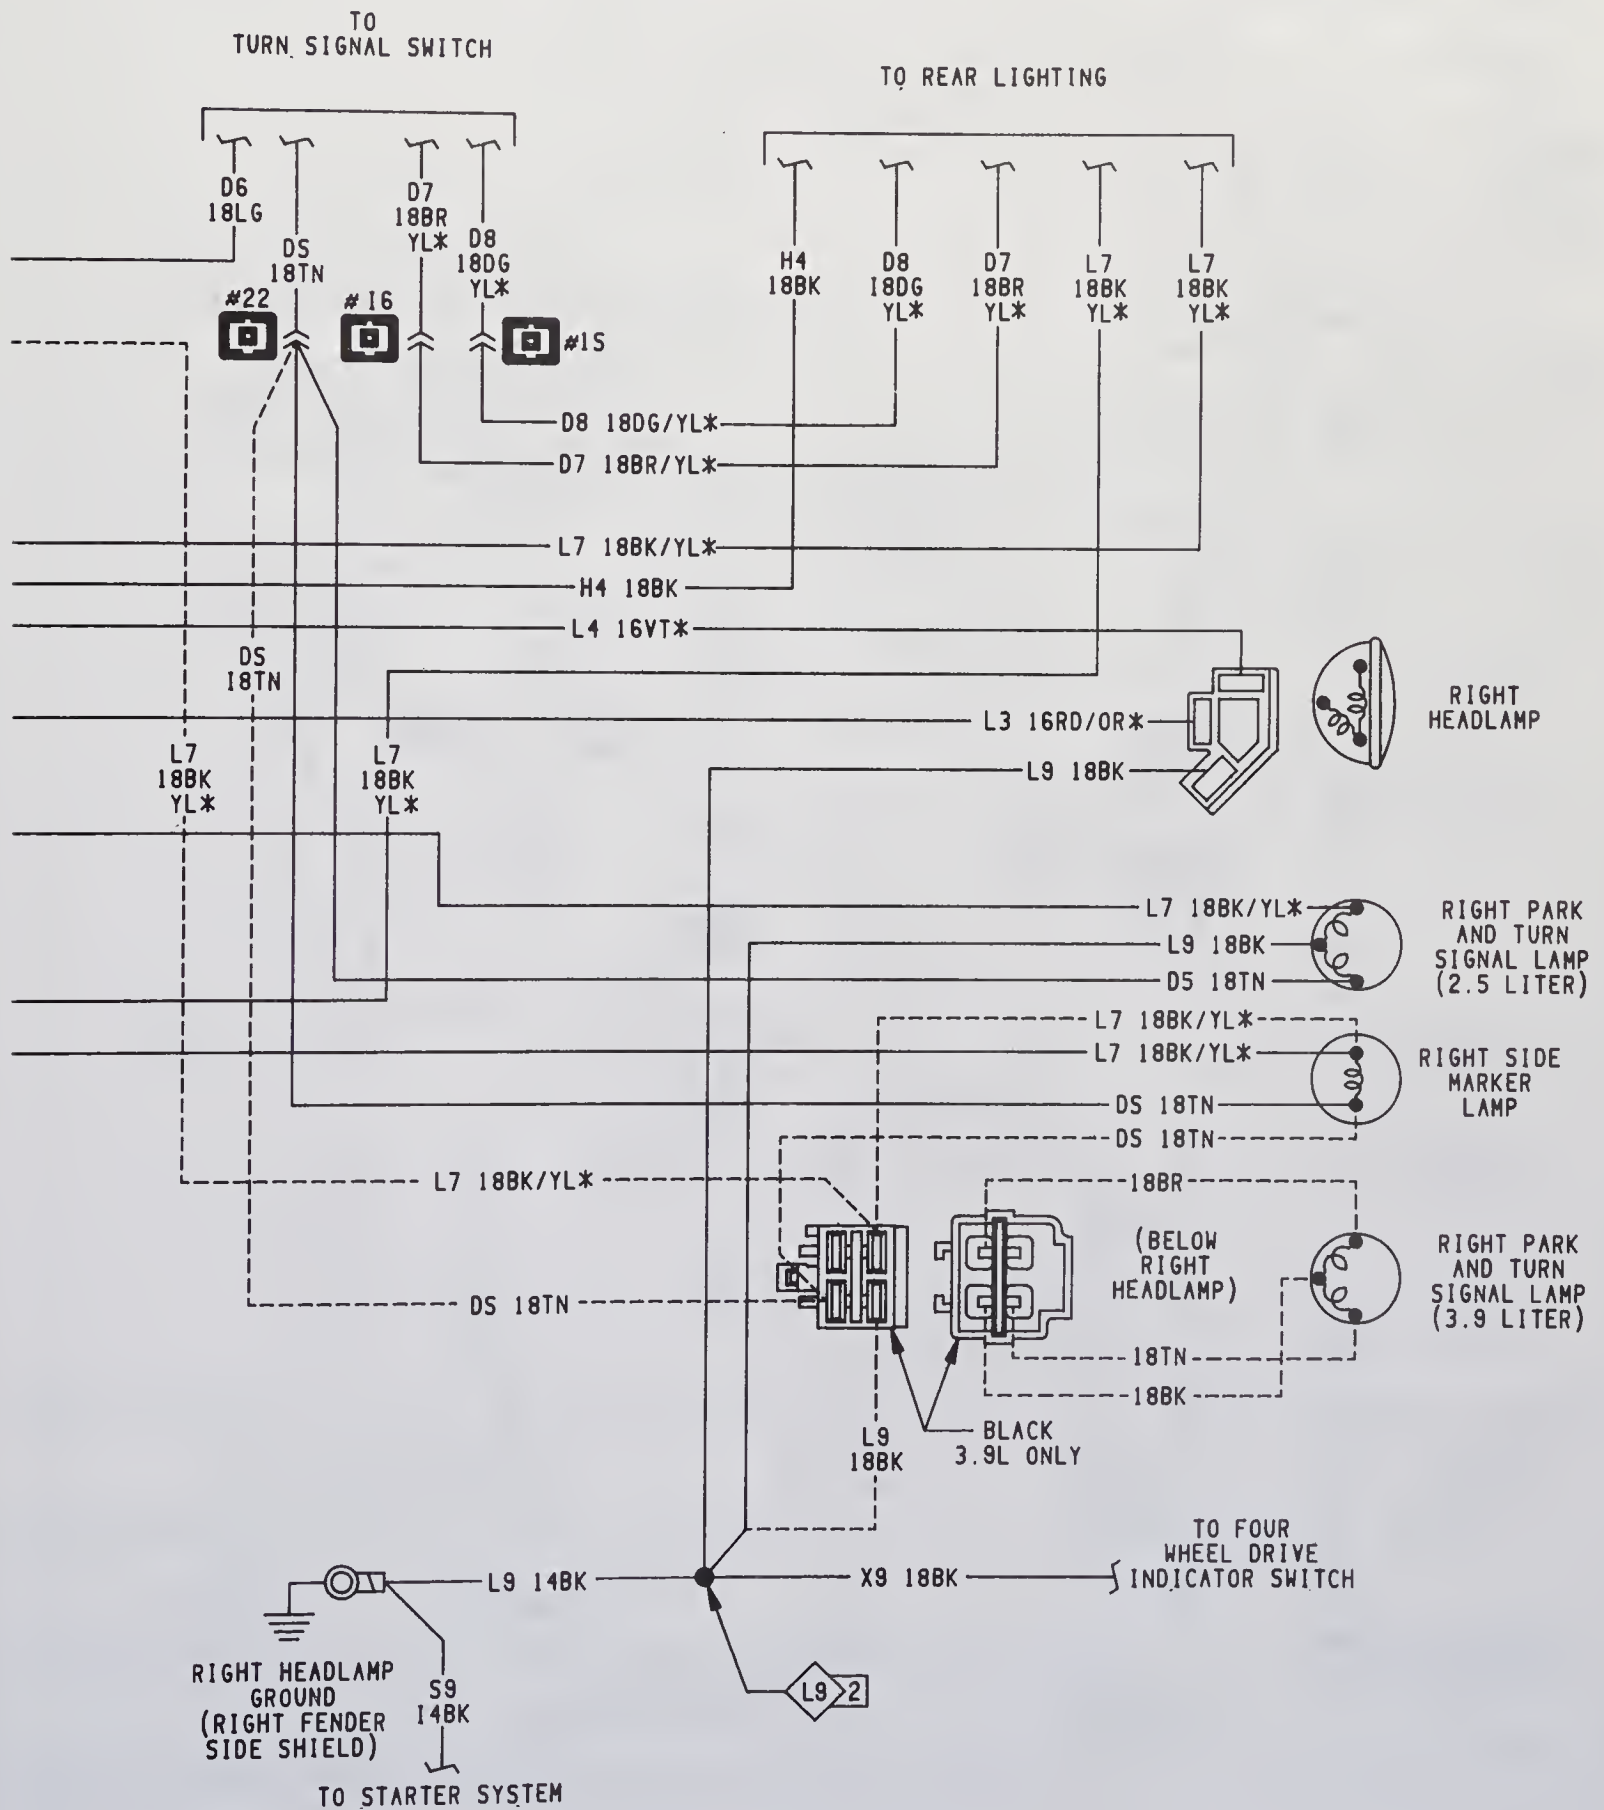 TO
TURN SIGNAL SWITCH
TO REAR LIGHTING
D6
18LG
DS
18TN
D7
18BR
YL*
D8
18DG
YL*
H4
18BK
D8
18DG
YL*
D7
18BR
YL*
L7
18BK
YL*
L7
18BK
YL*
#22
#16
#1S
D8 18DG/YL*
D7 18BR/YL*
L7 18BK/YL*
H4 18BK
L4 16VT*
DS
18TN
L3 16RD/OR*
RIGHT
HEADLAMP
L7
18BK
YL*
L7
18BK
YL*
L9 18BK
L7 18BK/YL*
L9 18BK
D5 18TN
RIGHT PARK
AND TURN
SIGNAL LAMP
(2.5 LITER)
L7 18BK/YL*
L7 18BK/YL*
DS 18TN
DS 18TN
RIGHT SIDE
MARKER
LAMP
L7 18BK/YL*
18BR
(BELOW
RIGHT
HEADLAMP)
RIGHT PARK
AND TURN
SIGNAL LAMP
(3.9 LITER)
DS 18TN
18TN
18BK
L9
18BK
BLACK
3.9L ONLY
TO FOUR
WHEEL DRIVE
INDICATOR SWITCH
L9 14BK
X9 18BK
RIGHT HEADLAMP
GROUND
(RIGHT FENDER
SIDE SHIELD)
S9
14BK
L9 2
TO STARTER SYSTEM